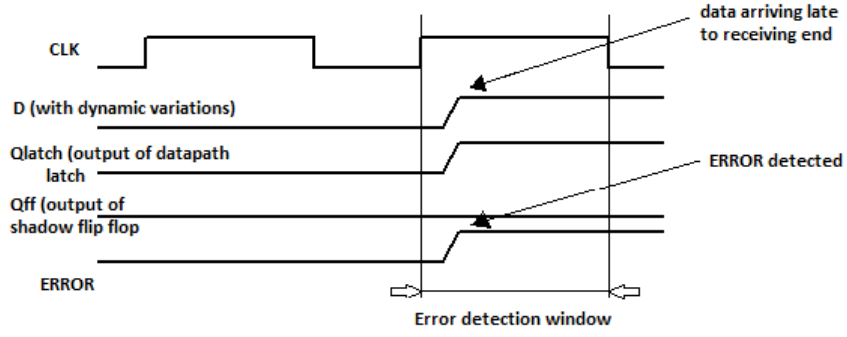 data arriving late
to receiving end
CLK
D (with dynamic variations)
Qlatch (output of datapath
latch
ERROR detected
Qff (output of
shadow flip flop
ERROR
Error detection window